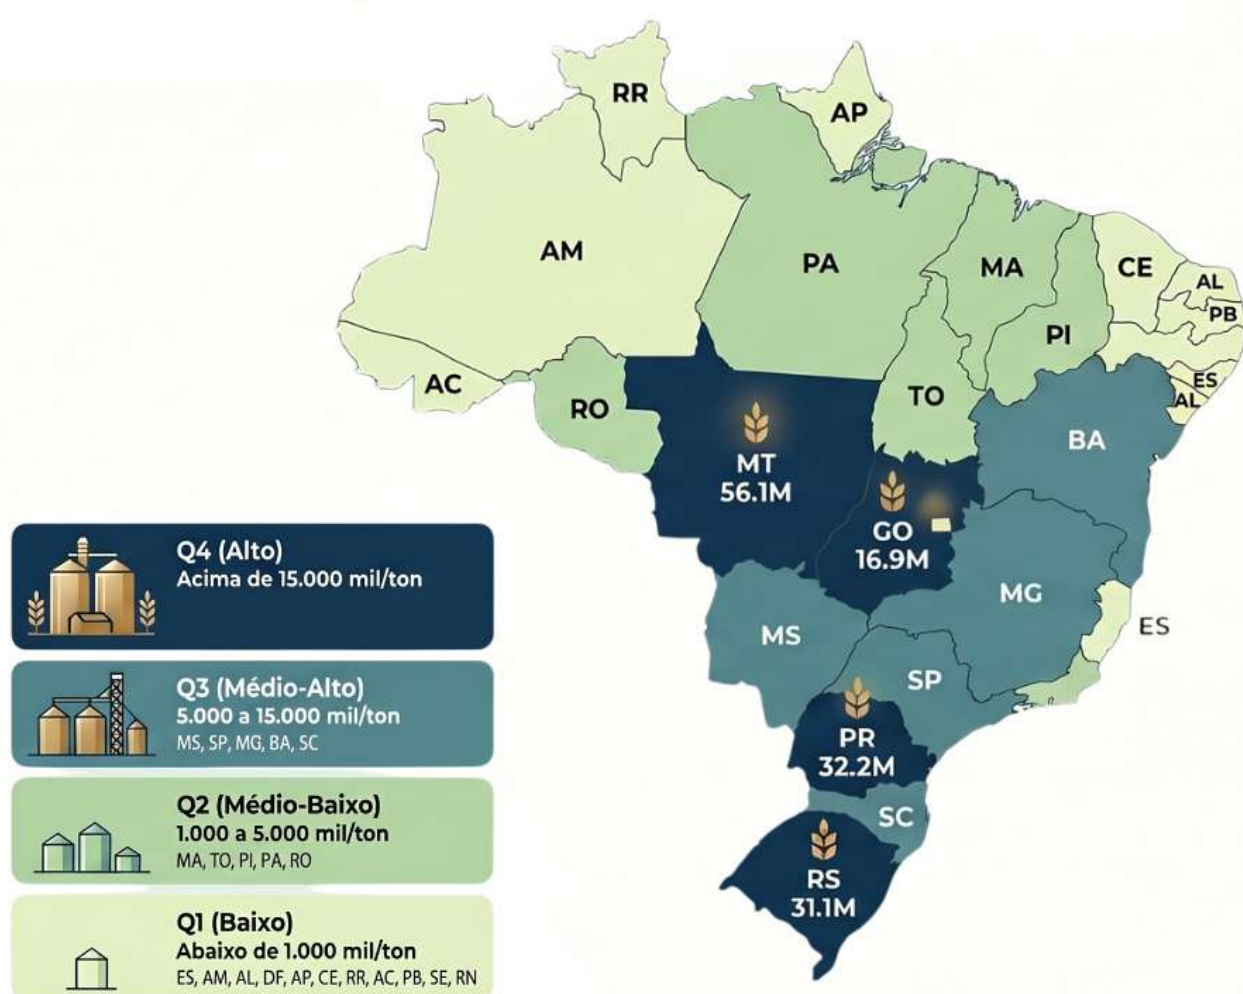 RR
AP
AM
PA
MA
CE
AL
PB
PI
ES
AL
AC
RO
TO
BA
MT
56.1M
GO
16.9M
MG
ES
MS
SP
PR
32.2M
SC
RS
31.1M
Q4 (Alto)
Acima de 15.000 mil/ton
Q3 (Médio-Alto)
5.000 a 15.000 mil/ton
MS, SP, MG, BA, SC
Q2 (Médio-Baixo)
1.000 a 5.000 mil/ton
MA, TO, PI, PA, RO
Q1 (Baixo)
Abaixo de 1.000 mil/ton
ES, AM, AL, DF, AP, CE, RR, AC, PB, SE, RN